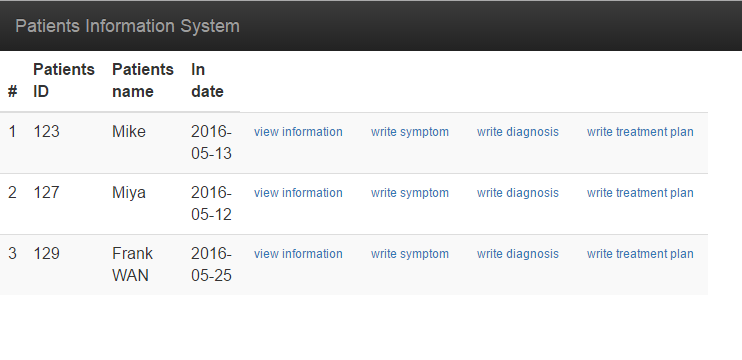 Patients Information System
Patients Patients In
# ID name date
1 123 Mike 2016- view information write symptom write diagnosis write treatment plan
05-13
2 127 Miya 2016- view information write symptom write diagnosis write treatment plan
05-12
3 129 Frank 2016- view information write symptom write diagnosis write treatment plan
WAN 05-25